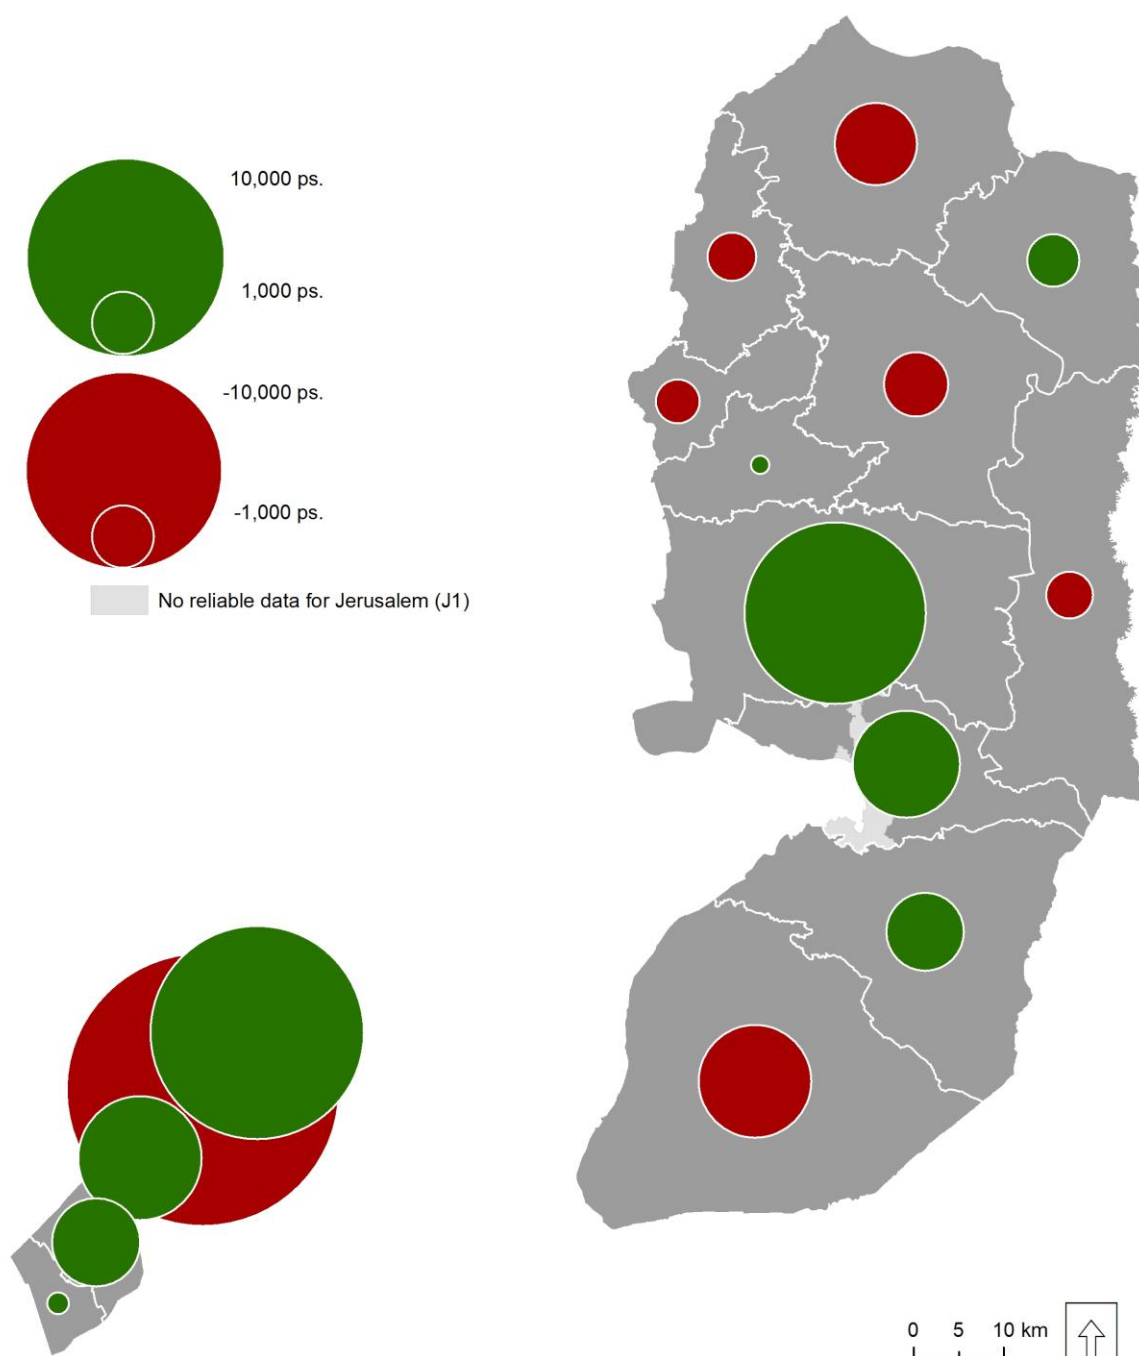 10,000 ps.
1,000 ps.
-10,000 ps.
-1,000 ps.
No reliable data for Jerusalem (J1)
0 5 10 km